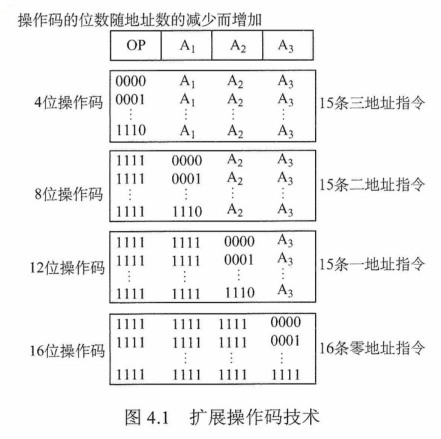 操作码的位数随地址数的减少而增加
OP A₁ A₂ A₃
0000 A₁ A₂ A₃
0001 A₁ A₂ A₃
⋮ ⋮ ⋮ ⋮
1110 A₁ A₂ A₃
4位操作码
15条三地址指令
1111 0000 A₂ A₃
1111 0001 A₂ A₃
⋮ ⋮ ⋮ ⋮
1111 1110 A₂ A₃
8位操作码
15条二地址指令
1111 1111 0000 A₃
1111 1111 0001 A₃
⋮ ⋮ ⋮ ⋮
1111 1111 1110 A₃
12位操作码
15条一地址指令
1111 1111 1111 0000
1111 1111 1111 0001
⋮ ⋮ ⋮
1111 1111 1111 1111
16位操作码
16条零地址指令
图 4.1 扩展操作码技术